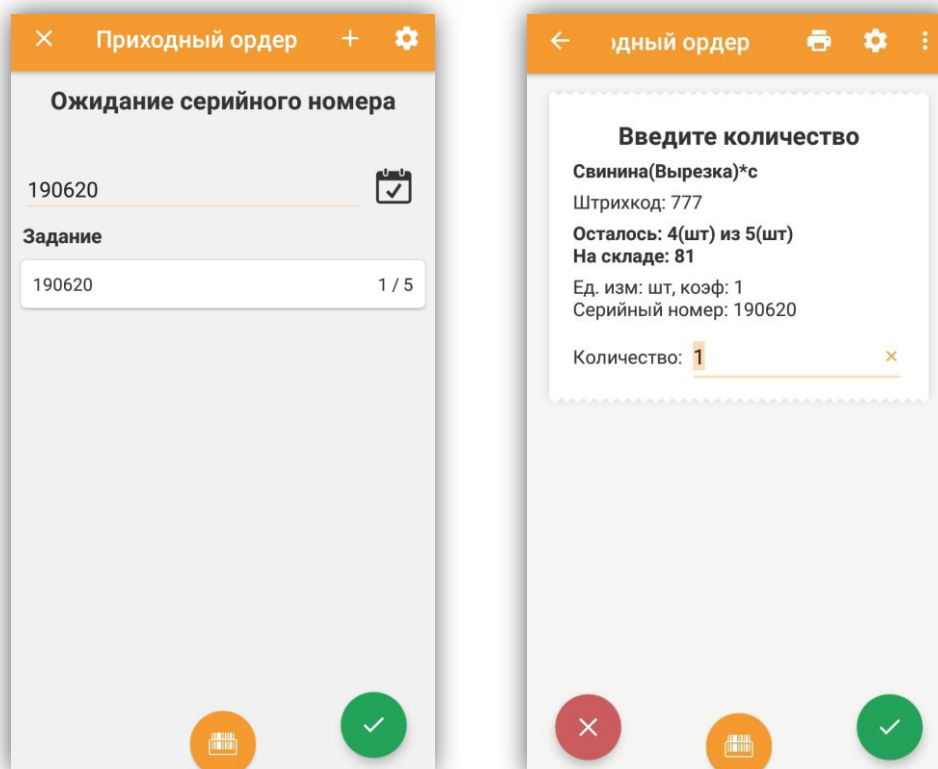 Приходный ордер
Ожидание серийного номера
190620
Задание
190620 1 / 5
одный ордер
Введите количество
Свинина(Вырезка)*с
Штрихкод: 777
Осталось: 4(шт) из 5(шт)
На складе: 81
Ед. изм: шт, коэф: 1
Серийный номер: 190620
Количество: 1